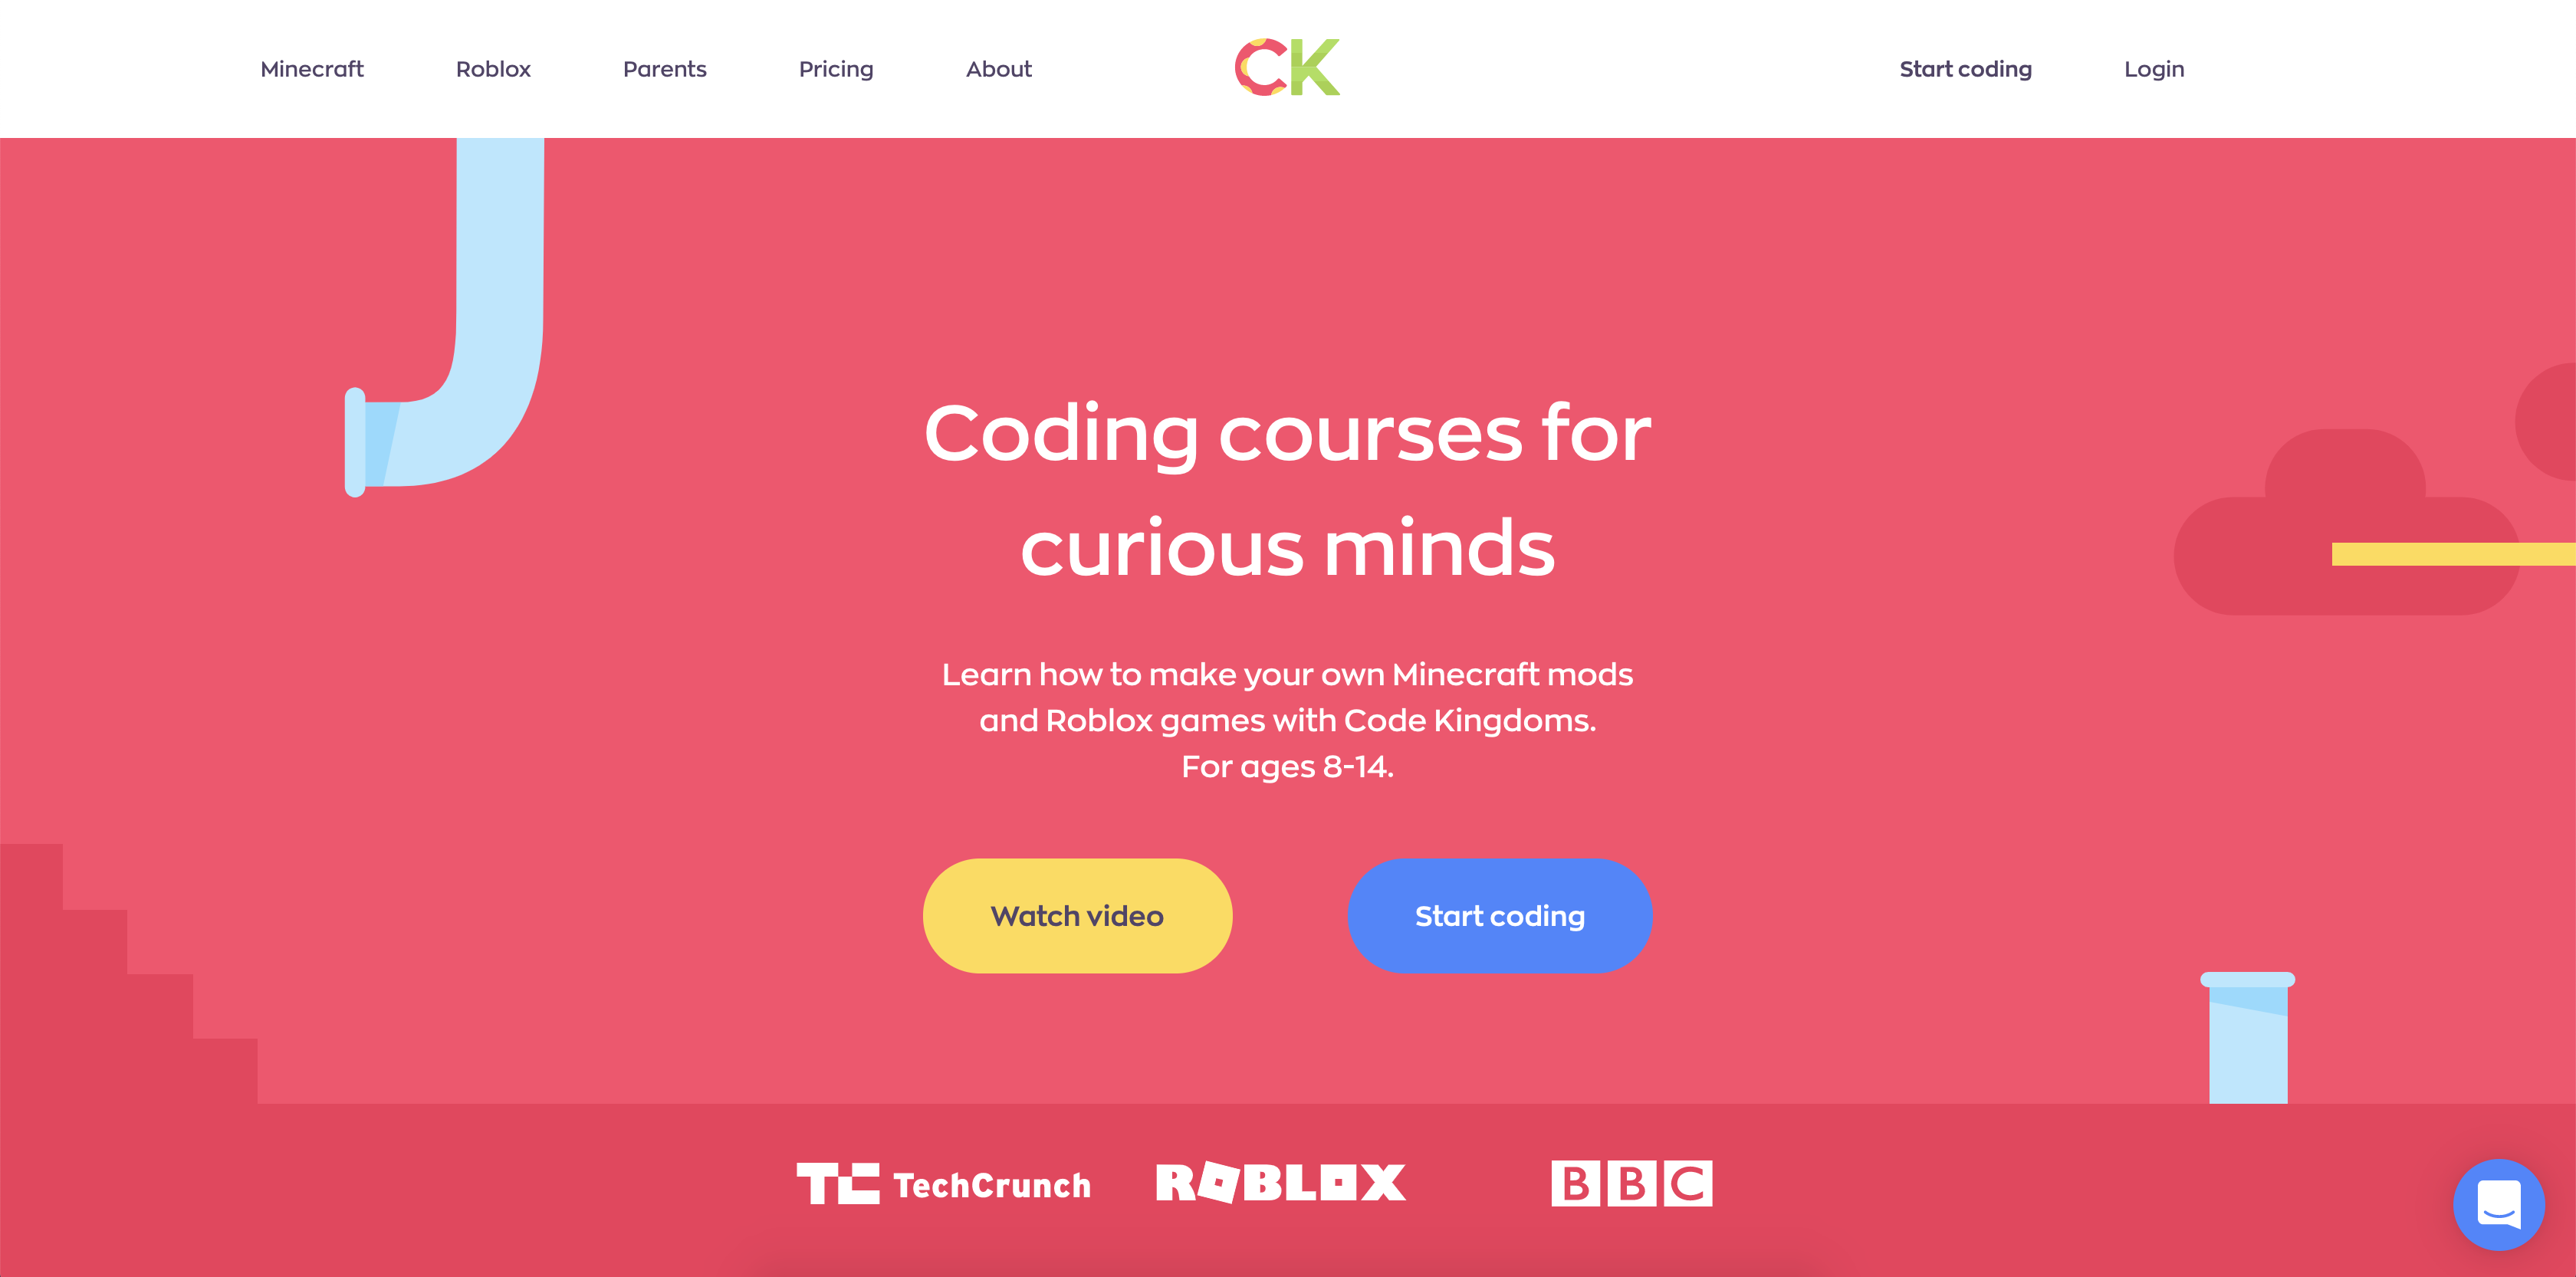 Minecraft Roblox Parents Pricing About CK Start coding Login
Coding courses for
curious minds
Learn how to make your own Minecraft mods
and Roblox games with Code Kingdoms.
For ages 8-14.
Watch video Start coding
TC TechCrunch ROBLOX BBC